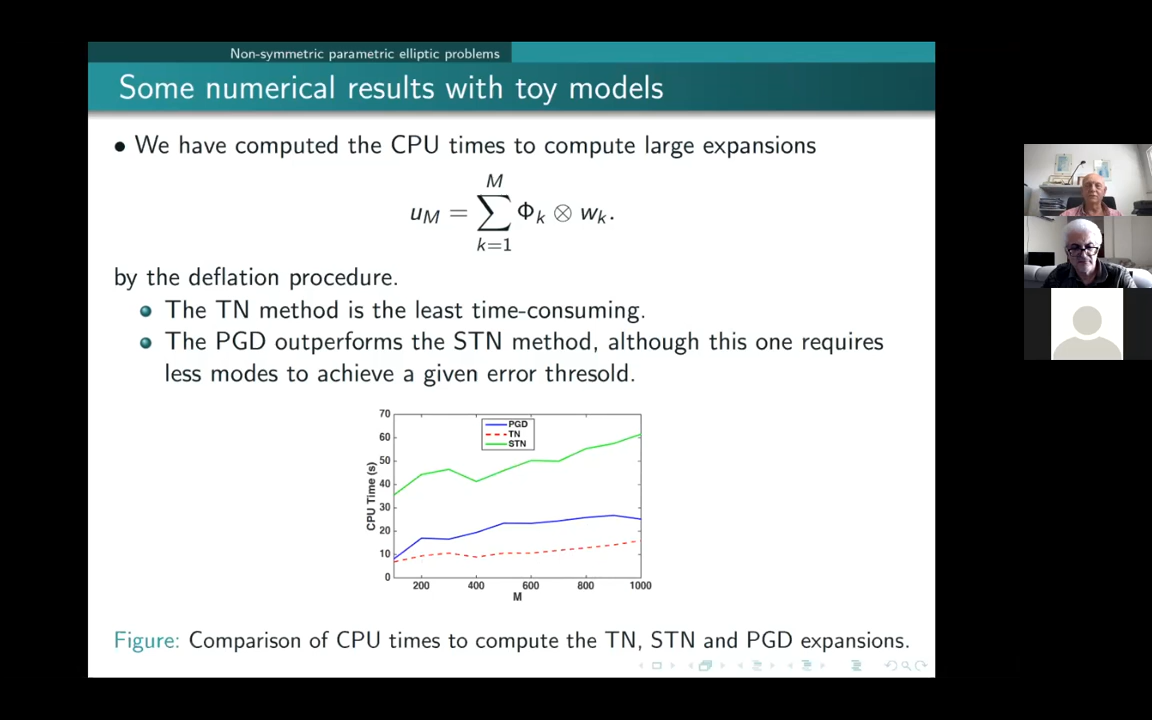 Non-symmetric parametric elliptic problems
Some numerical results with toy models
• We have computed the CPU times to compute large expansions
M
u_M = ∑ Φ_k ⊗ w_k.
k=1
by the deflation procedure.
The TN method is the least time-consuming.
The PGD outperforms the STN method, although this one requires
less modes to achieve a given error thresold.
70
60
50
40
30
20
10
0
CPU Time (s)
PGD
TN
STN
200 400 600 800 1000
M
Figure: Comparison of CPU times to compute the TN, STN and PGD expansions.